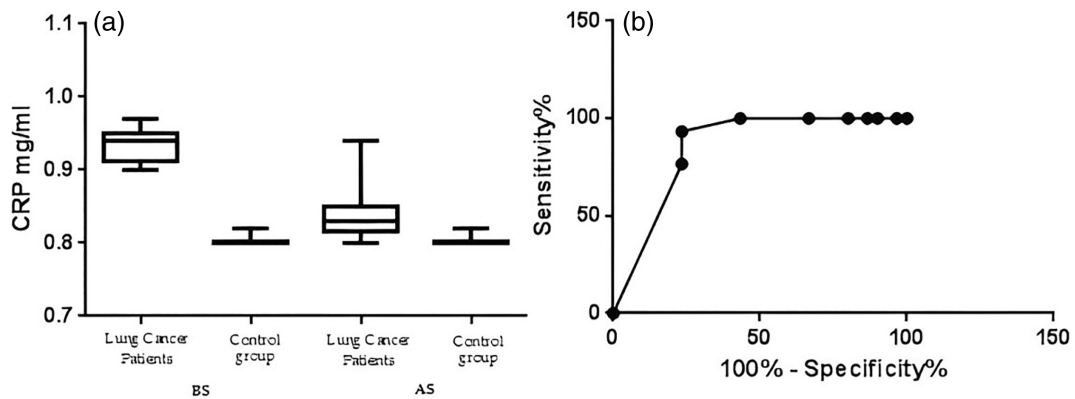 (a)
1.1
1.0
0.9
0.8
0.7
CRP mg/ml
Lung Cancer
Patients
Control
group
Lung Cancer
Patients
Control
group
BS
AS
(b)
150
100
50
0
Sensitivity%
0
50
100
150
100% - Specificity%